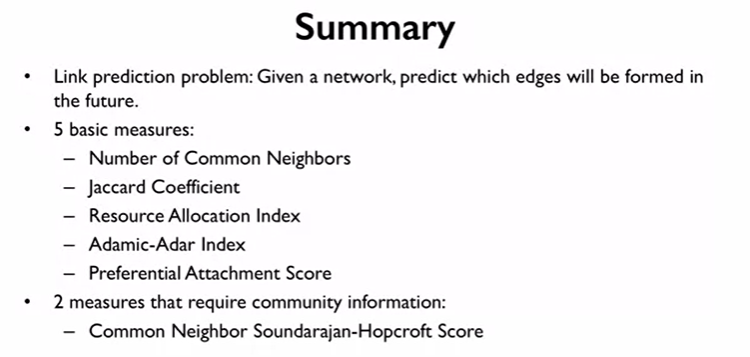 Summary
• Link prediction problem: Given a network, predict which edges will be formed in
the future.
• 5 basic measures:
– Number of Common Neighbors
– Jaccard Coefficient
– Resource Allocation Index
– Adamic-Adar Index
– Preferential Attachment Score
• 2 measures that require community information:
– Common Neighbor Soundarajan-Hopcroft Score